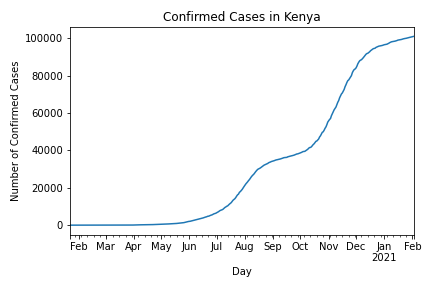 Confirmed Cases in Kenya
Number of Confirmed Cases
100000
80000
60000
40000
20000
0
Feb Mar Apr May Jun Jul Aug Sep Oct Nov Dec Jan Feb
2021
Day